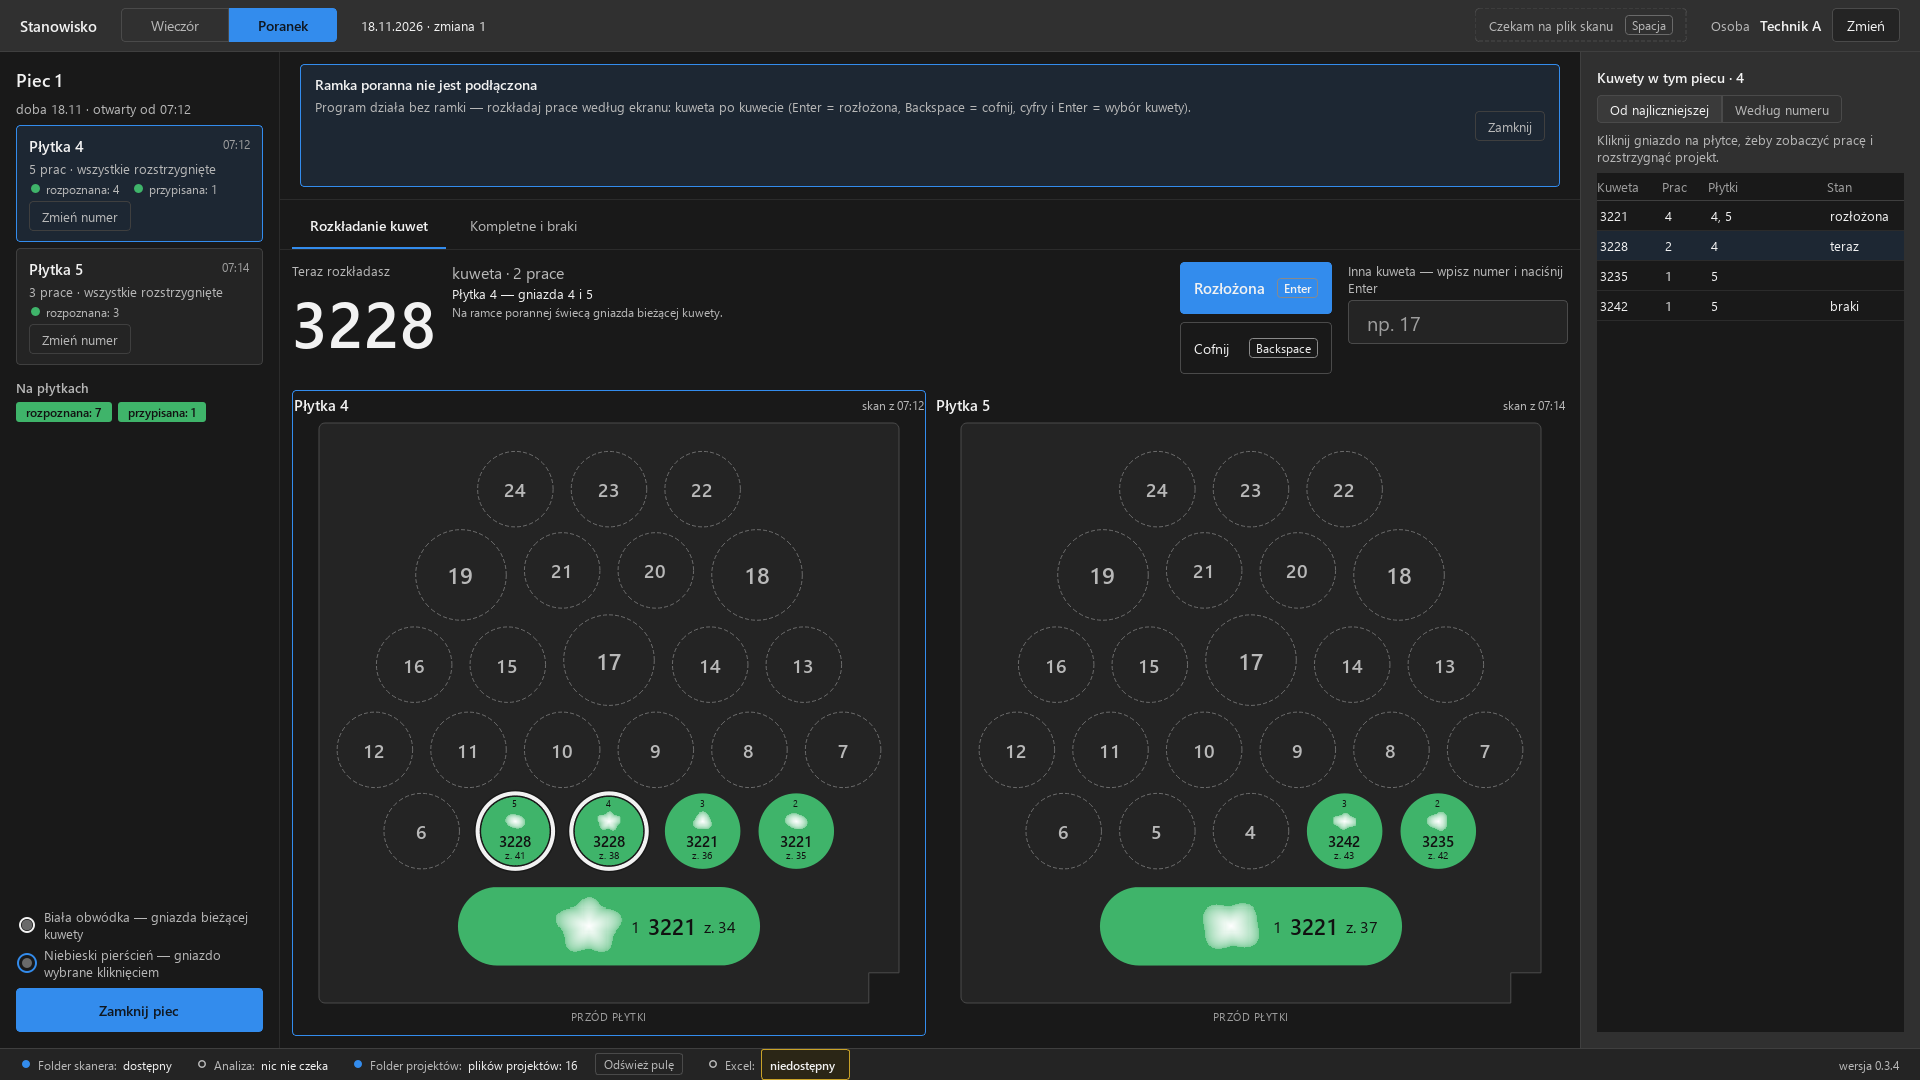 Stanowisko
Wieczór
Poranek
18.11.2026 · zmiana 1
Czekam na plik skanu
Spacja
Osoba
Technik A
Zmień
Piec 1
doba 18.11 · otwarty od 07:12
Płytka 4
07:12
5 prac · wszystkie rozstrzygnięte
rozpoznana: 4
przypisana: 1
Zmień numer
Płytka 5
07:14
3 prace · wszystkie rozstrzygnięte
rozpoznana: 3
Zmień numer
Na płytkach
rozpoznana: 7
przypisana: 1
Biała obwódka — gniazda bieżącej
kuwety
Niebieski pierścień — gniazdo
wybrane kliknięciem
Zamknij piec
Ramka poranna nie jest podłączona
Program działa bez ramki — rozkładaj prace według ekranu: kuweta po kuwecie (Enter = rozłożona, Backspace = cofnij, cyfry i Enter = wybór kuwety).
Zamknij
Rozkładanie kuwet
Kompletne i braki
Teraz rozkładasz
3228
kuweta · 2 prace
Płytka 4 — gniazda 4 i 5
Na ramce porannej świecą gniazda bieżącej kuwety.
Rozłożona
Enter
Cofnij
Backspace
Inna kuweta — wpisz numer i naciśnij
Enter
np. 17
Płytka 4
skan z 07:12
24
23
22
19
21
20
18
16
15
17
14
13
12
11
10
9
8
7
6
5
3228
z. 41
4
3228
z. 38
3
3221
z. 36
2
3221
z. 35
1 3221 z. 34
PRZÓD PŁYTKI
Płytka 5
skan z 07:14
24
23
22
19
21
20
18
16
15
17
14
13
12
11
10
9
8
7
6
5
4
3
3242
z. 43
2
3235
z. 42
1 3221 z. 37
PRZÓD PŁYTKI
Kuwety w tym piecu · 4
Od najliczniejszej
Według numeru
Kliknij gniazdo na płytce, żeby zobaczyć pracę i
rozstrzygnąć projekt.
Kuweta Prac Płytki Stan
3221 4 4, 5 rozłożona
3228 2 4 teraz
3235 1 5
3242 1 5 braki
Folder skanera: dostępny
Analiza: nic nie czeka
Folder projektów: plików projektów: 16
Odśwież pulę
Excel: niedostępny
wersja 0.3.4